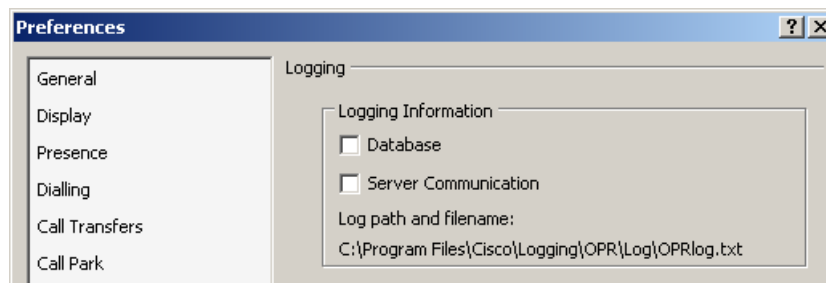 Preferences
General
Display
Presence
Dialling
Call Transfers
Call Park
Logging
Logging Information
Database
Server Communication
Log path and filename:
C:\Program Files\Cisco\Logging\OPR\Log\OPRlog.txt